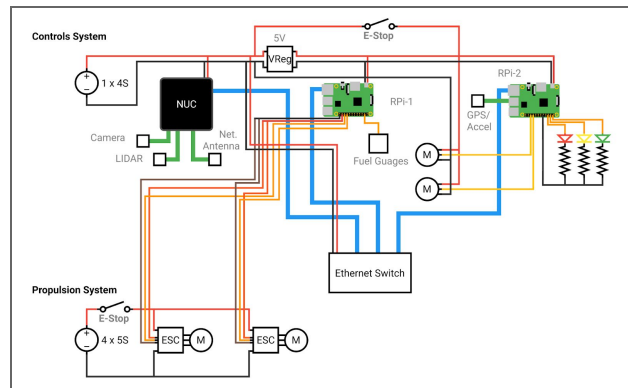 Controls System
5V
E-Stop
VReg
RPi-2
1 x 4S
NUC
RPi-1
GPS/
Accel
Camera
Net.
Antenna
LIDAR
Fuel Guages
M
M
Ethernet Switch
Propulsion System
E-Stop
4 x 5S
ESC
M
ESC
M